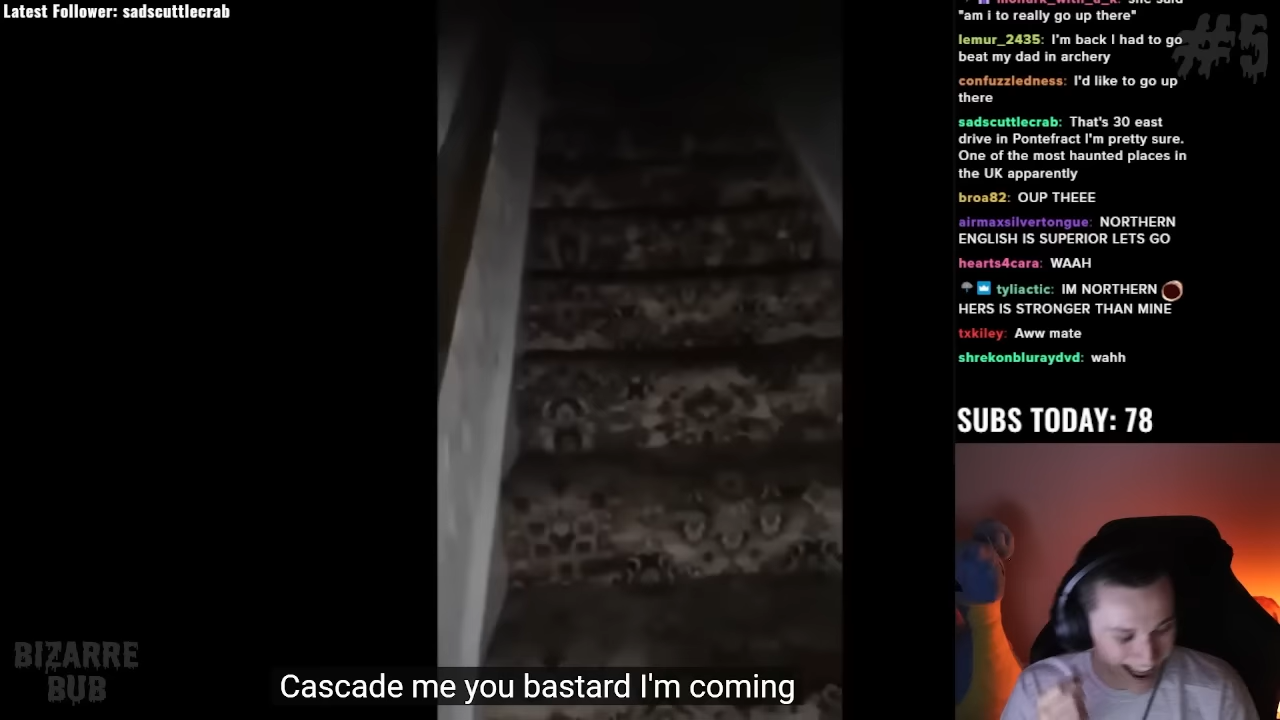 Latest Follower: sadscuttlecrab
"am i to really go up there"
#5
lemur_2435: I'm back I had to go
beat my dad in archery
confuzzledness: I'd like to go up
there
sadscuttlecrab: That's 30 east
drive in Pontefract I'm pretty sure.
One of the most haunted places in
the UK apparently
broa82: OUP THEEE
airmaxsilvertongue: NORTHERN
ENGLISH IS SUPERIOR LETS GO
hearts4cara: WAAH
tyliactic: IM NORTHERN
HERS IS STRONGER THAN MINE
txkiley: Aww mate
shrekonbluraydvd: wahh
SUBS TODAY: 78
BIZARRE
BUB
Cascade me you bastard I'm coming